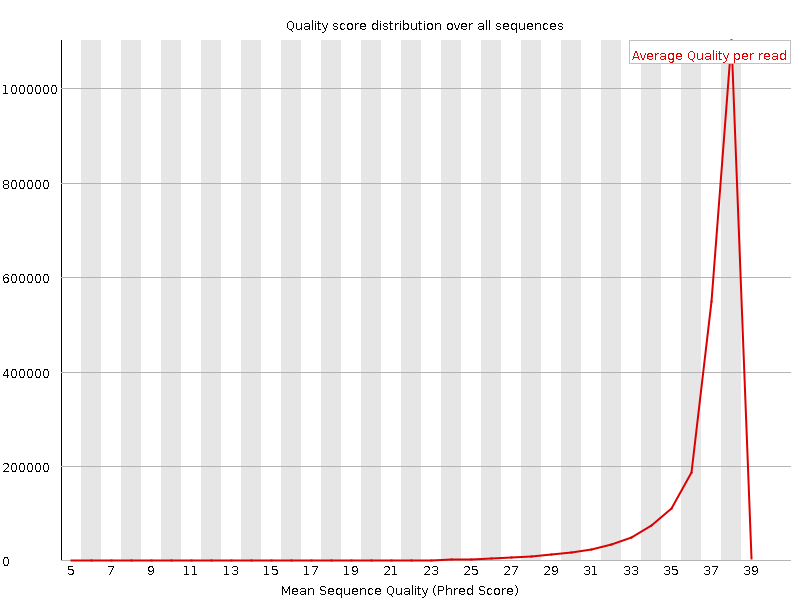 Quality score distribution over all sequences
Average Quality per read
1000000
800000
600000
400000
200000
0
5 7 9 11 13 15 17 19 21 23 25 27 29 31 33 35 37 39
Mean Sequence Quality (Phred Score)